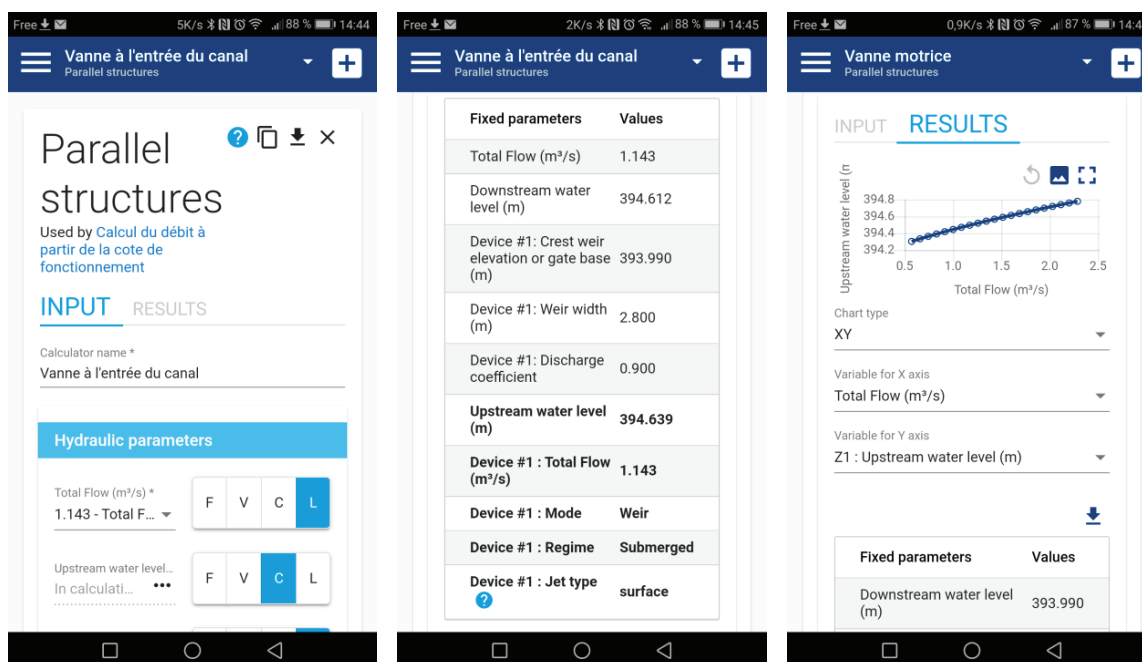 Free 5K/s 88 % 14:44
Vanne à l'entrée du canal
Parallel structures
Parallel
structures
Used by Calcul du débit à
partir de la cote de
fonctionnement
INPUT RESULTS
Calculator name *
Vanne à l'entrée du canal
Hydraulic parameters
Total Flow (m³/s) *
1.143 - Total F...
F V C L
Upstream water level...
In calculati...
F V C L
Free 2K/s 88 % 14:45
Vanne à l'entrée du canal
Parallel structures
Fixed parameters Values
Total Flow (m³/s) 1.143
Downstream water
level (m) 394.612
Device #1: Crest weir
elevation or gate base 393.990
(m)
Device #1: Weir width
(m) 2.800
Device #1: Discharge
coefficient 0.900
Upstream water level
(m) 394.639
Device #1 : Total Flow
(m³/s) 1.143
Device #1 : Mode Weir
Device #1 : Regime Submerged
Device #1 : Jet type surface
Free 0,9K/s 87 % 14:4
Vanne motrice
Parallel structures
INPUT RESULTS
Upstream water level (m
394.8
394.6
394.4
394.2
0.5 1.0 1.5 2.0 2.5
Total Flow (m³/s)
Chart type
XY
Variable for X axis
Total Flow (m³/s)
Variable for Y axis
Z1 : Upstream water level (m)
Fixed parameters Values
Downstream water level
(m) 393.990